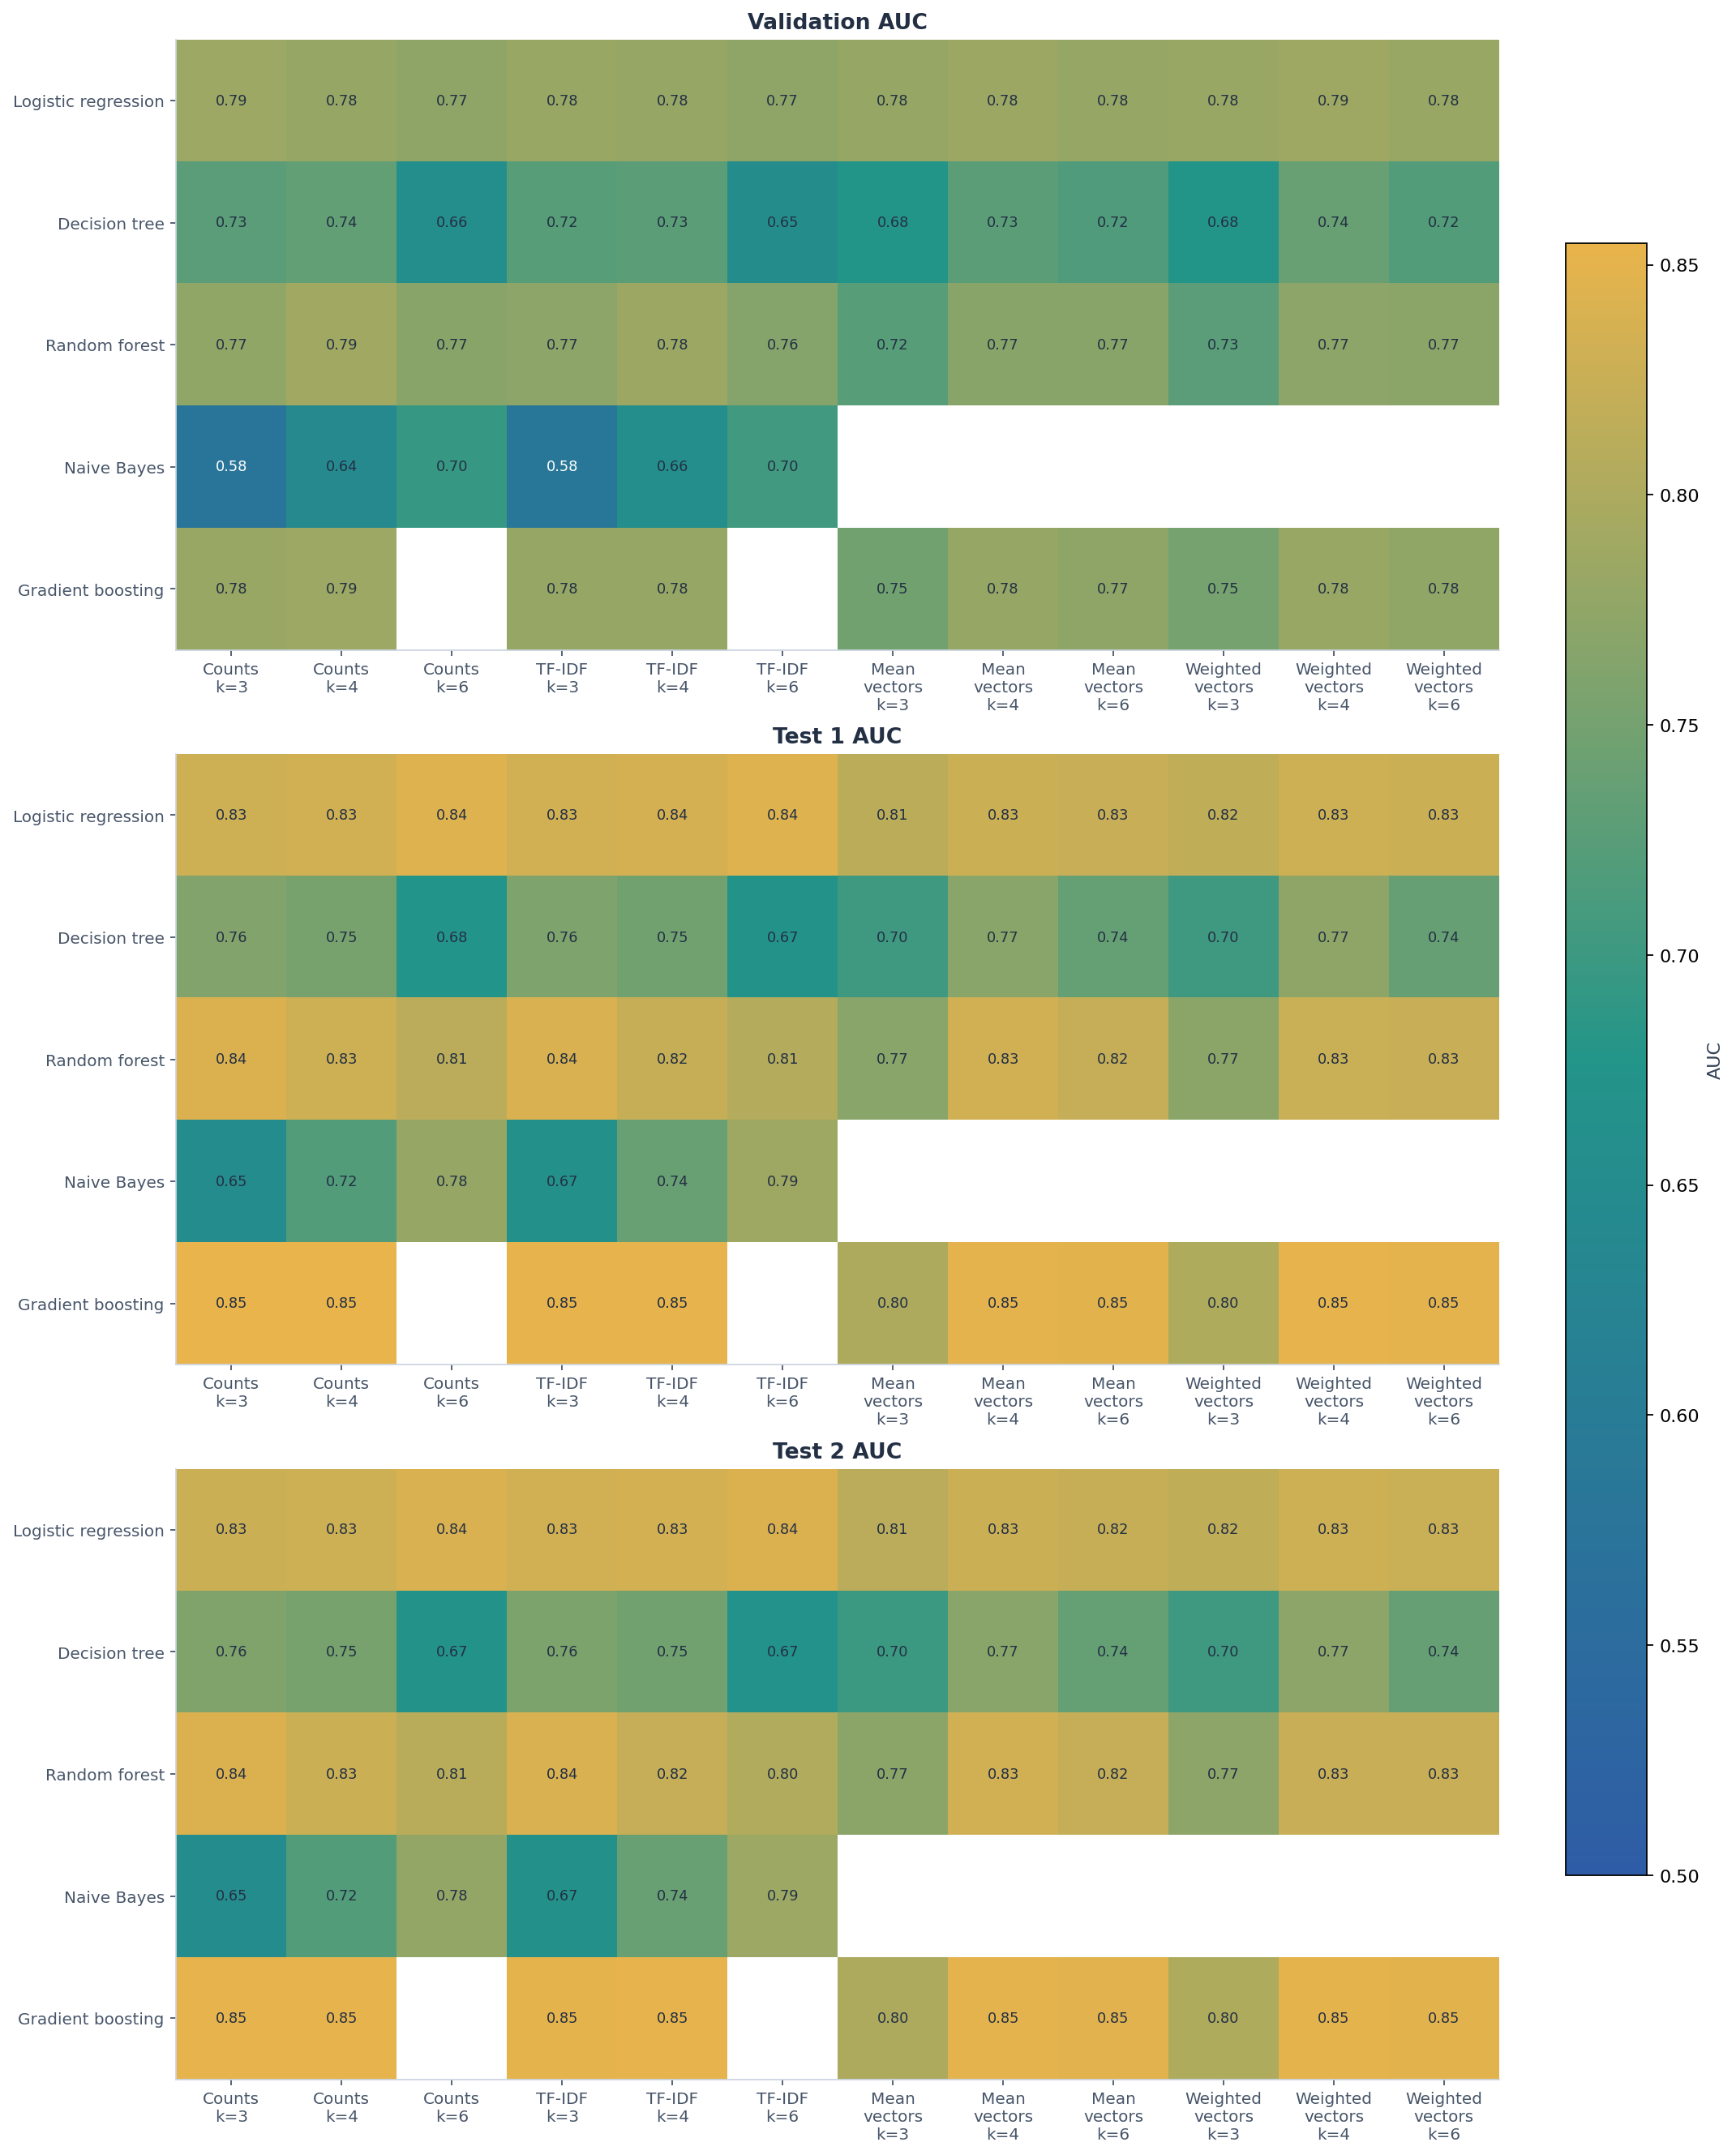 Validation AUC
Logistic regression 0.79 0.78 0.77 0.78 0.78 0.77 0.78 0.78 0.78 0.78 0.79 0.78
Decision tree 0.73 0.74 0.66 0.72 0.73 0.65 0.68 0.73 0.72 0.68 0.74 0.72
Random forest 0.77 0.79 0.77 0.77 0.78 0.76 0.72 0.77 0.77 0.73 0.77 0.77
Naive Bayes 0.58 0.64 0.70 0.58 0.66 0.70
Gradient boosting 0.78 0.79 0.78 0.78 0.75 0.78 0.77 0.75 0.78 0.78
Counts Counts Counts TF-IDF TF-IDF TF-IDF Mean Mean Mean Weighted Weighted Weighted
k=3 k=4 k=6 k=3 k=4 k=6 vectors vectors vectors vectors vectors vectors
k=3 k=4 k=6 k=3 k=4 k=6
Test 1 AUC
Logistic regression 0.83 0.83 0.84 0.83 0.84 0.84 0.81 0.83 0.83 0.82 0.83 0.83
Decision tree 0.76 0.75 0.68 0.76 0.75 0.67 0.70 0.77 0.74 0.70 0.77 0.74
Random forest 0.84 0.83 0.81 0.84 0.82 0.81 0.77 0.83 0.82 0.77 0.83 0.83
Naive Bayes 0.65 0.72 0.78 0.67 0.74 0.79
Gradient boosting 0.85 0.85 0.85 0.85 0.80 0.85 0.85 0.80 0.85 0.85
Counts Counts Counts TF-IDF TF-IDF TF-IDF Mean Mean Mean Weighted Weighted Weighted
k=3 k=4 k=6 k=3 k=4 k=6 vectors vectors vectors vectors vectors vectors
k=3 k=4 k=6 k=3 k=4 k=6
Test 2 AUC
Logistic regression 0.83 0.83 0.84 0.83 0.83 0.84 0.81 0.83 0.82 0.82 0.83 0.83
Decision tree 0.76 0.75 0.67 0.76 0.75 0.67 0.70 0.77 0.74 0.70 0.77 0.74
Random forest 0.84 0.83 0.81 0.84 0.82 0.80 0.77 0.83 0.82 0.77 0.83 0.83
Naive Bayes 0.65 0.72 0.78 0.67 0.74 0.79
Gradient boosting 0.85 0.85 0.85 0.85 0.80 0.85 0.85 0.80 0.85 0.85
Counts Counts Counts TF-IDF TF-IDF TF-IDF Mean Mean Mean Weighted Weighted Weighted
k=3 k=4 k=6 k=3 k=4 k=6 vectors vectors vectors vectors vectors vectors
k=3 k=4 k=6 k=3 k=4 k=6
0.85
0.80
0.75
0.70
0.65
0.60
0.55
0.50
AUC